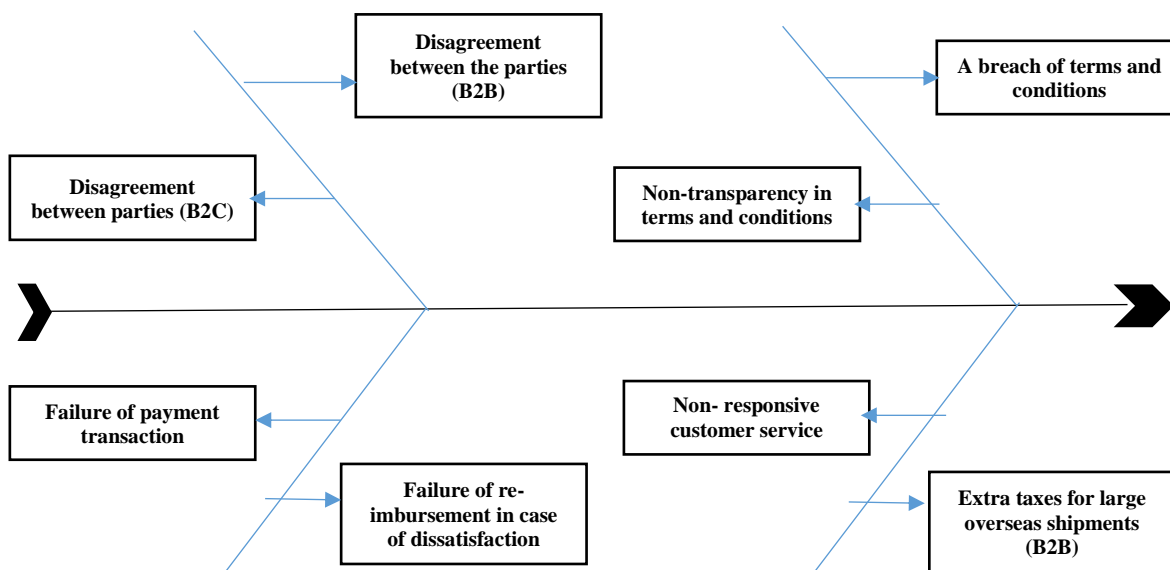 Disagreement
between the parties
(B2B)
A breach of terms and
conditions
Disagreement
between parties (B2C)
Non-transparency in
terms and conditions
Failure of payment
transaction
Non- responsive
customer service
Failure of re-
imbursement in case
of dissatisfaction
Extra taxes for large
overseas shipments
(B2B)